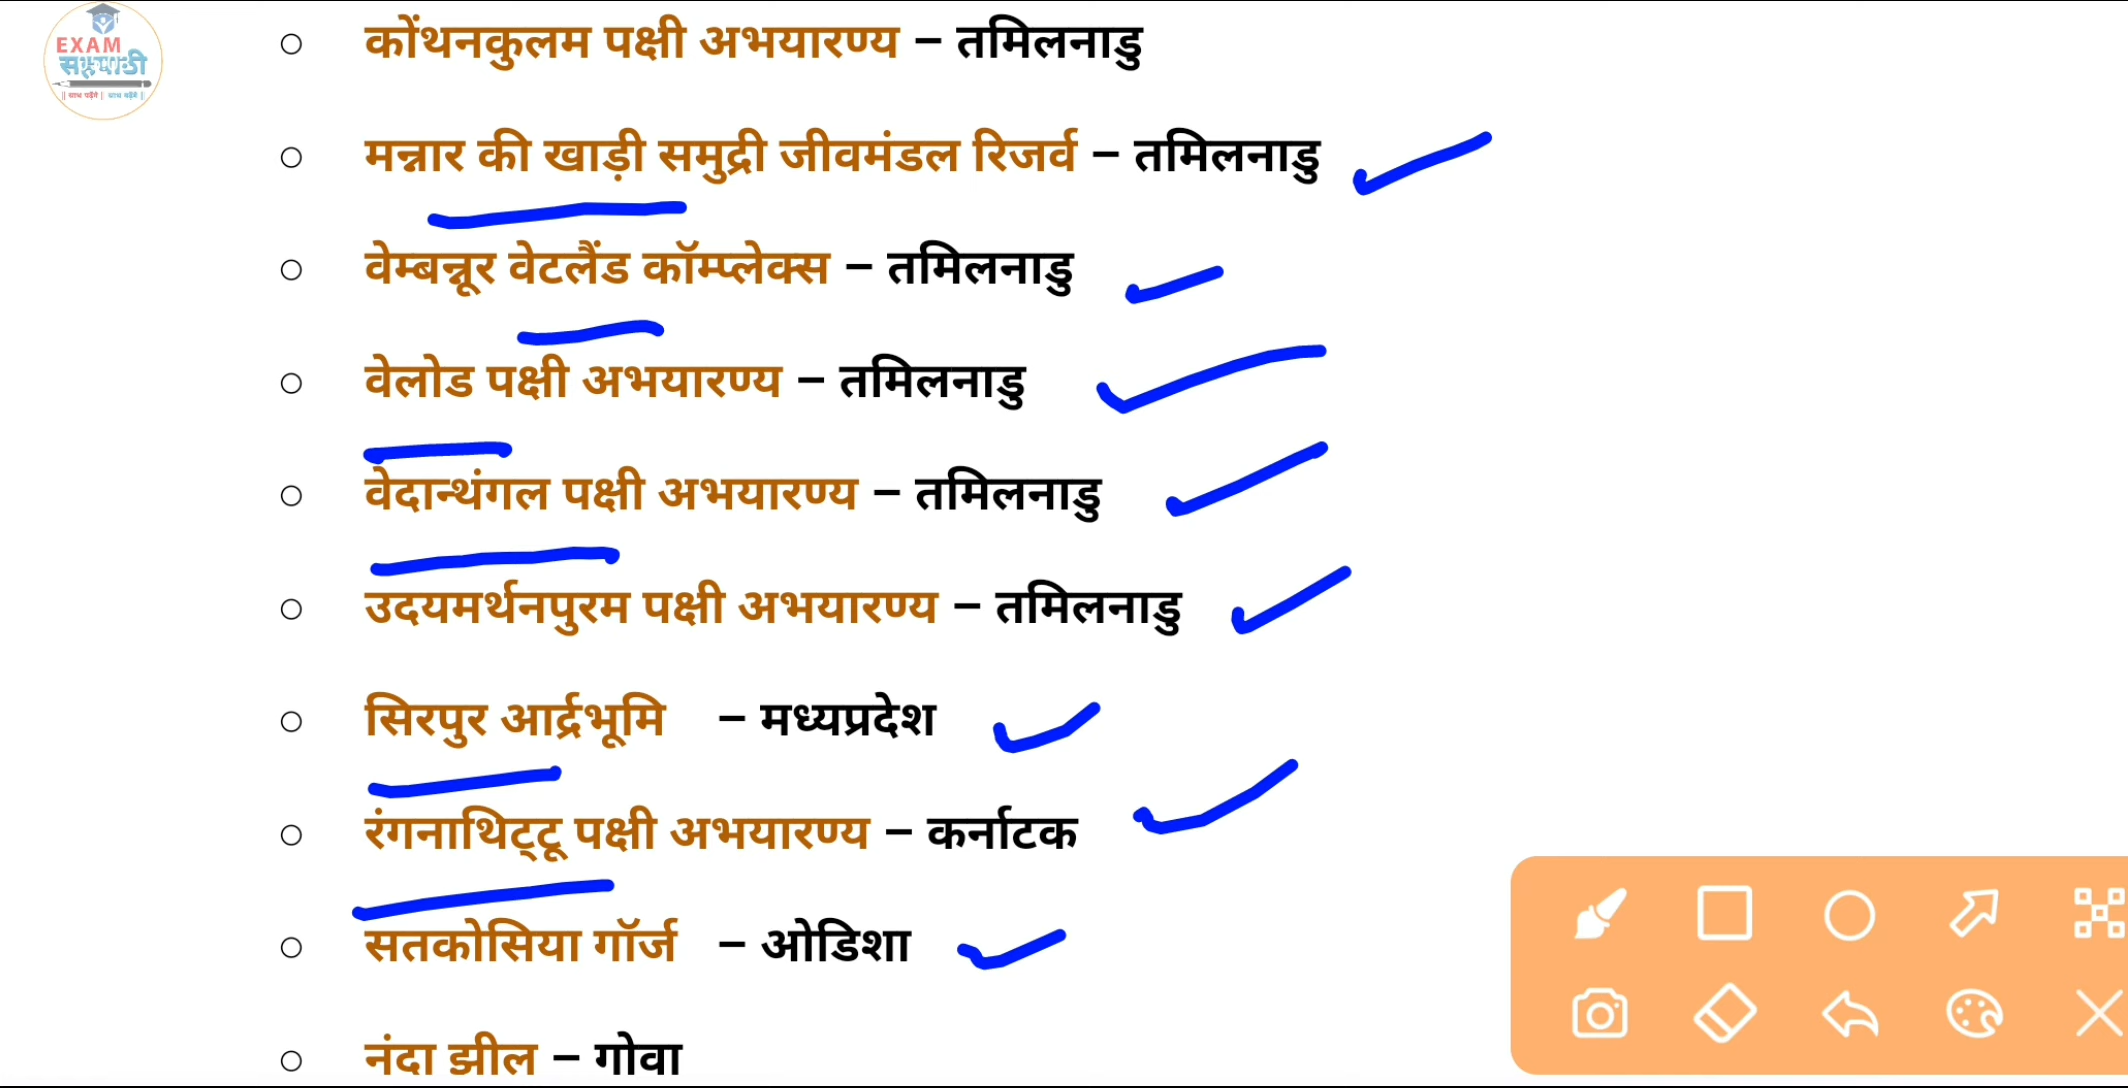 EXAM
सहपाठी
कोंथनकुलम पक्षी अभयारण्य – तमिलनाडु
मन्नार की खाड़ी समुद्री जीवमंडल रिजर्व – तमिलनाडु
वेम्बन्नूर वेटलैंड कॉम्प्लेक्स – तमिलनाडु
वेलोड पक्षी अभयारण्य – तमिलनाडु
वेदान्थंगल पक्षी अभयारण्य – तमिलनाडु
उदयमर्थनपुरम पक्षी अभयारण्य – तमिलनाडु
सिरपुर आर्द्रभूमि – मध्यप्रदेश
रंगनाथिट्टू पक्षी अभयारण्य – कर्नाटक
सतकोसिया गॉर्ज – ओडिशा
नंदा झील – गोवा